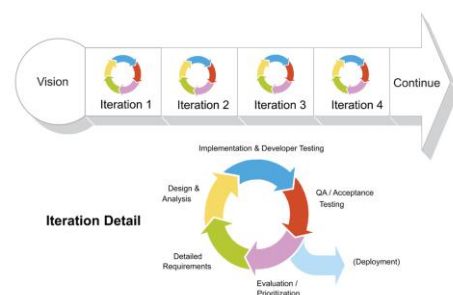 Vision
Iteration 1
Iteration 2
Iteration 3
Iteration 4
Continue
Implementation & Developer Testing
Design &
Analysis
QA / Acceptance
Testing
Iteration Detail
Detailed
Requirements
(Deployment)
Evaluation /
Prioritization